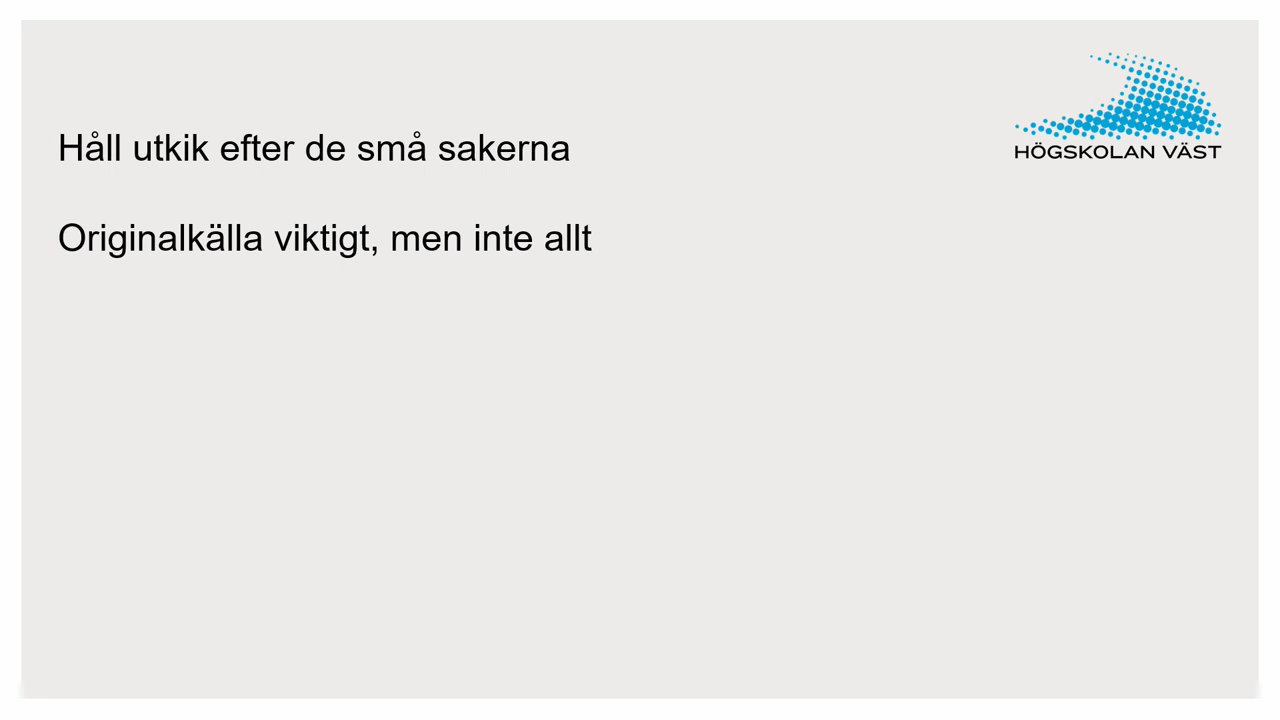 Håll utkik efter de små sakerna
Originalkälla viktigt, men inte allt
HÖGSKOLAN VÄST